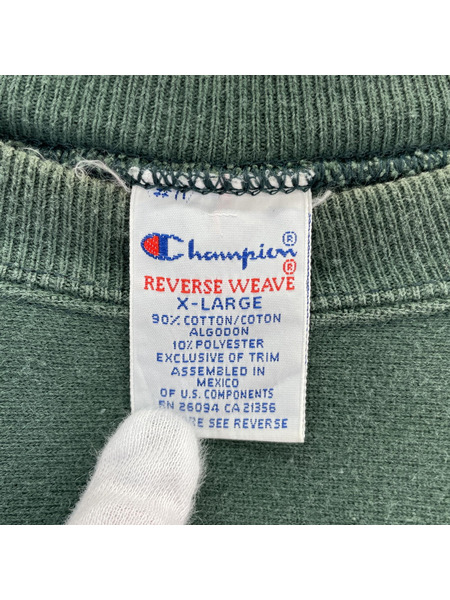 Champion®
REVERSE WEAVE®
X-LARGE
90% COTTON/COTON
ALGODON
10% POLYESTER
EXCLUSIVE OF TRIM
ASSEMBLED IN
MEXICO
OF U.S. COMPONENTS
RN 26094 CA 21356
SEE REVERSE